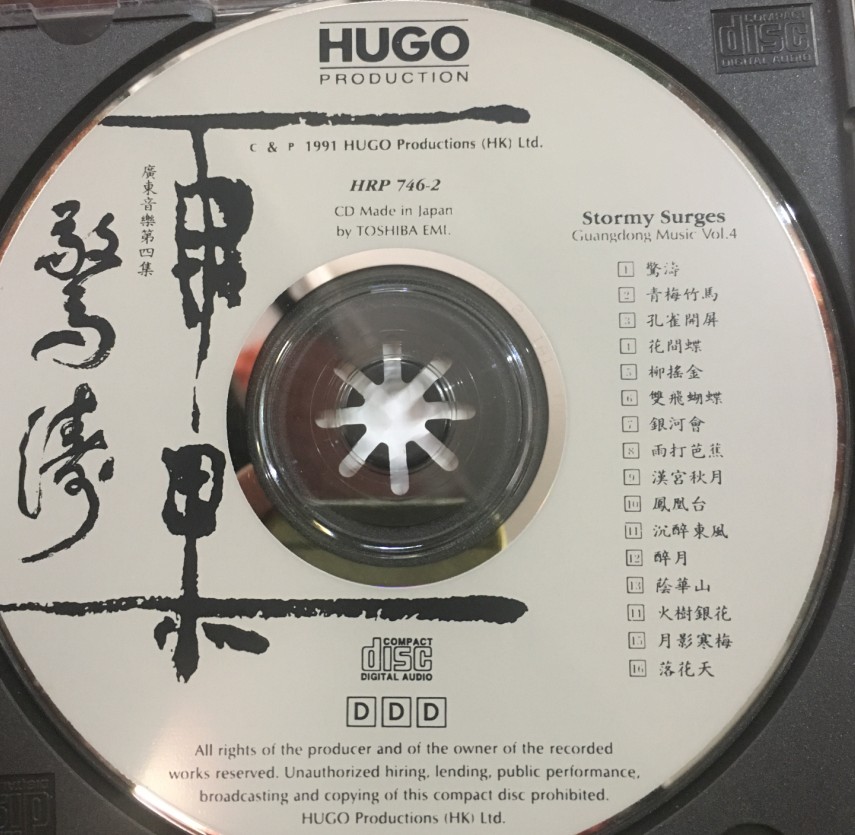 HUGO
PRODUCTION
C & P 1991 HUGO Productions (HK) Ltd.
HRP 746-2
CD Made in Japan
by TOSHIBA EMI.
廣東音樂第四集
驚濤
Stormy Surges
Guangdong Music Vol.4
1 驚濤
2 青梅竹馬
3 孔雀開屏
4 花間蝶
5 柳搖金
6 雙飛蝴蝶
7 銀河會
8 雨打芭蕉
9 漢宮秋月
10 鳳凰台
11 沉醉東風
12 醉月
13 蔭華山
14 火樹銀花
15 月影寒梅
16 落花天
COMPACT
disc
DIGITAL AUDIO
DDD
All rights of the producer and of the owner of the recorded
works reserved. Unauthorized hiring, lending, public performance,
broadcasting and copying of this compact disc prohibited.
HUGO Productions (HK) Ltd.
COMPACT
disc
DIGITAL AUDIO